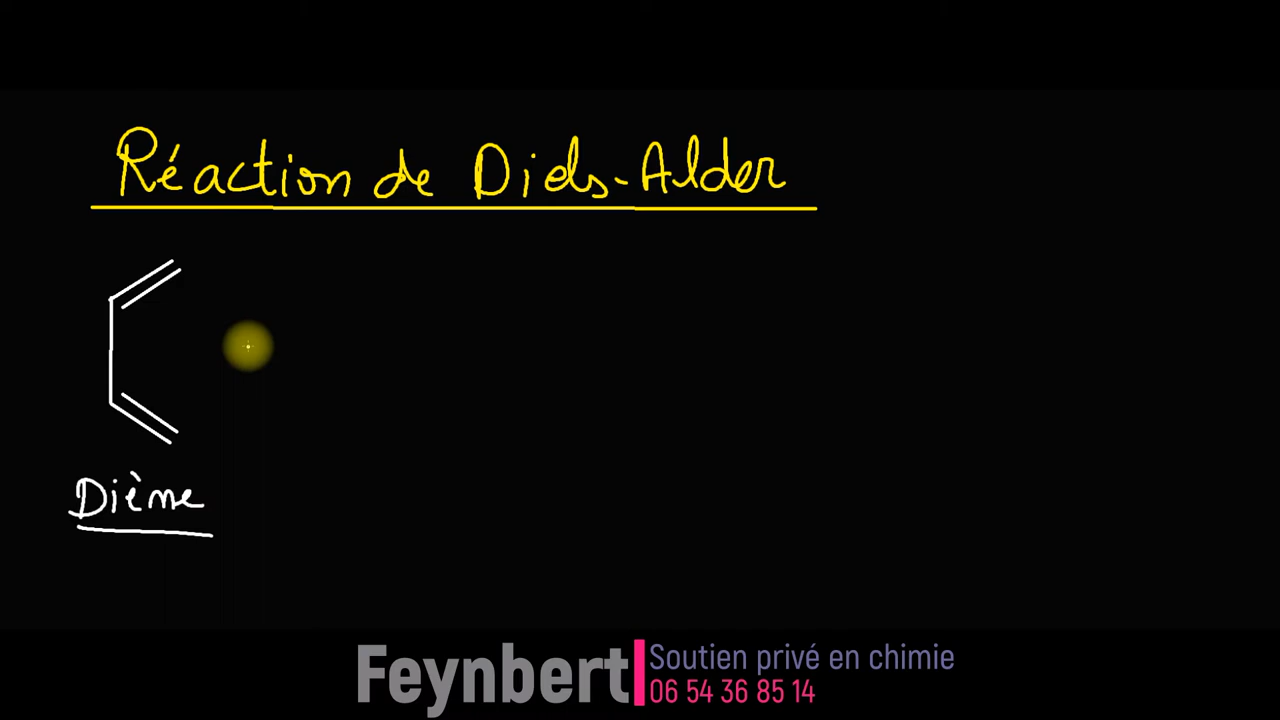 Réaction de Diels-Alder
Diène
Feynbert
Soutien privé en chimie
06 54 36 85 14